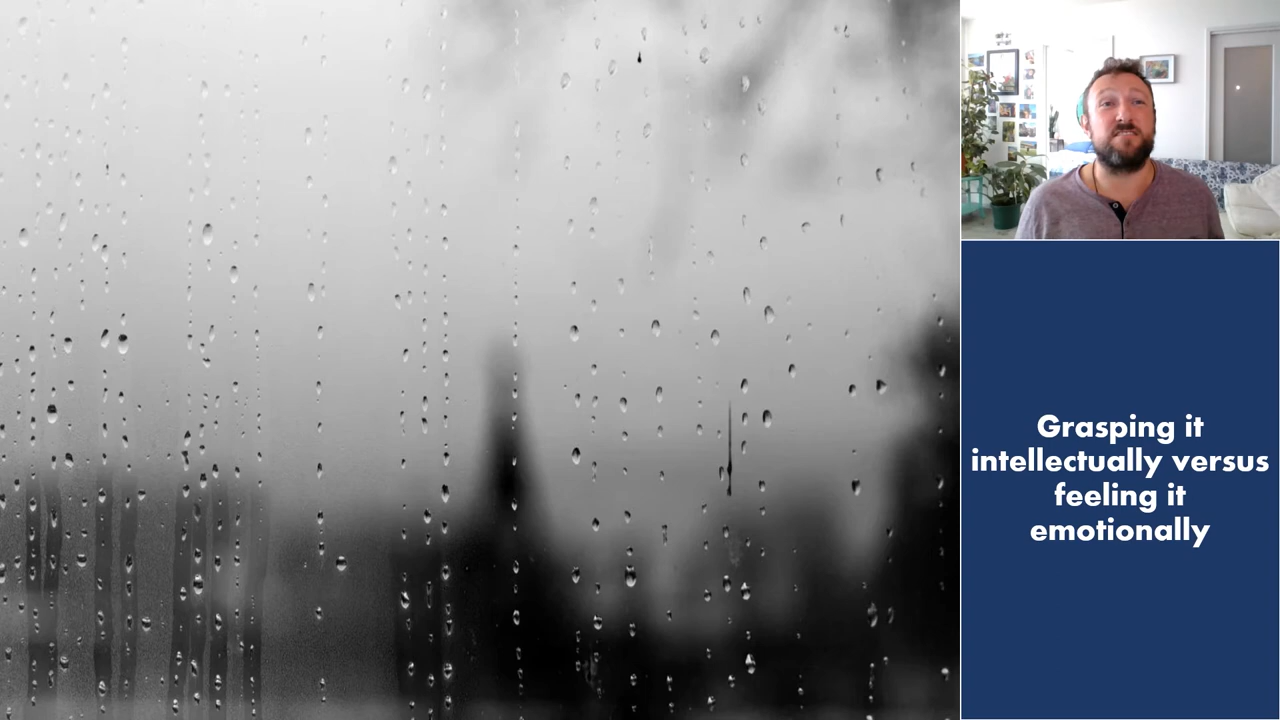 Grasping it
intellectually versus
feeling it
emotionally